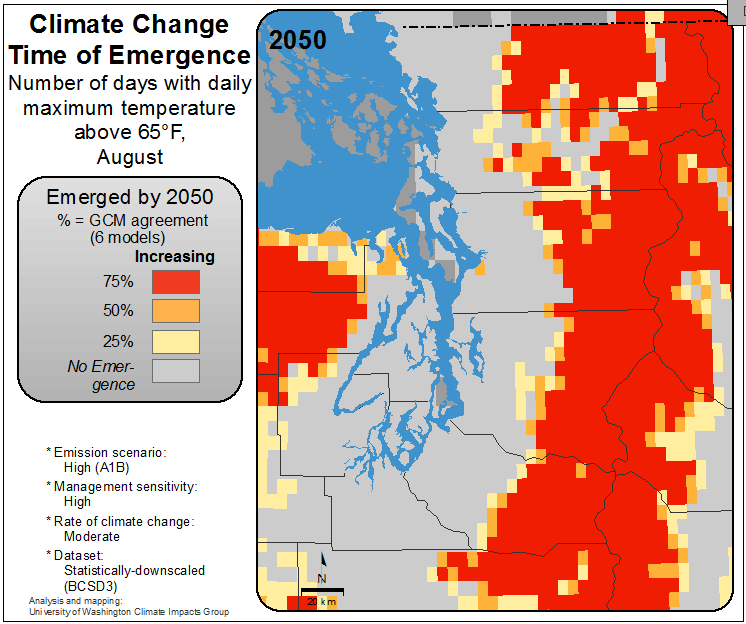 Climate Change
Time of Emergence
Number of days with daily
maximum temperature
above 65°F,
August
Emerged by 2050
% = GCM agreement
(6 models)
Increasing
75%
50%
25%
No Emer-
gence
* Emission scenario:
High (A1B)
* Management sensitivity:
High
* Rate of climate change:
Moderate
* Dataset:
Statistically-downscaled
(BCSD3)
Analysis and mapping:
University of Washington Climate Impacts Group
2050
N
20 km